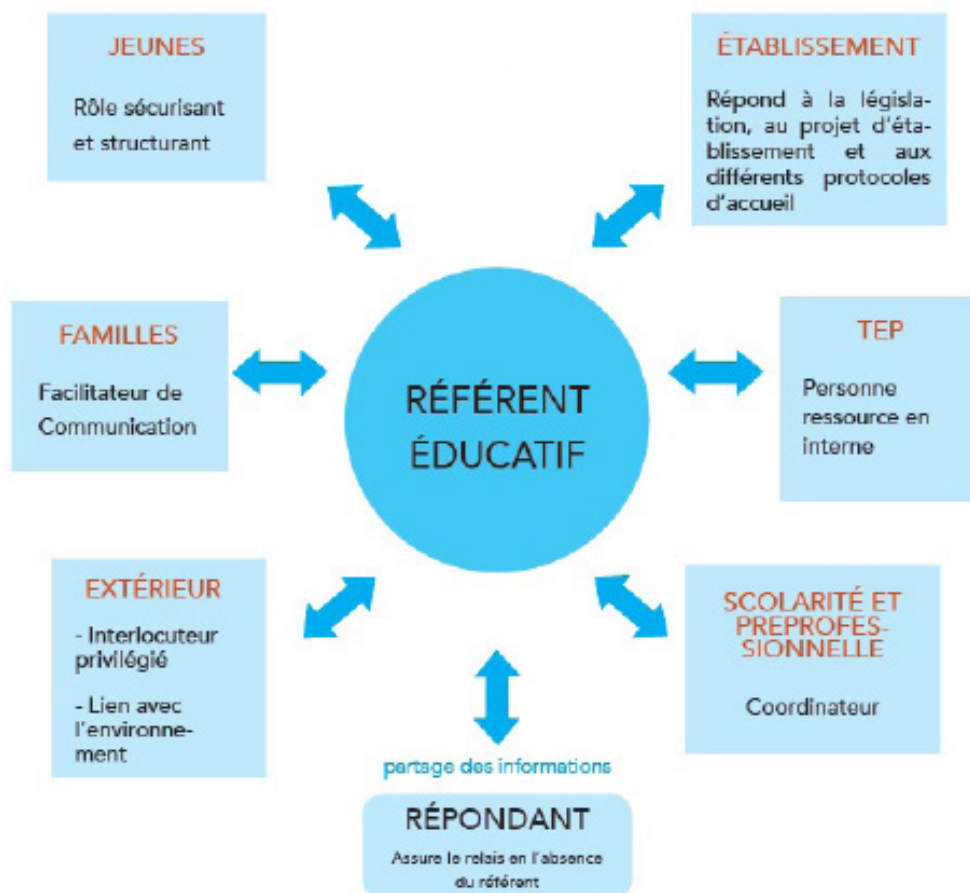 JEUNES
Rôle sécurisant
et structurant
ÉTABLISSEMENT
Répond à la législa-
tion, au projet d'éta-
blissement et aux
différents protocoles
d'accueil
FAMILLES
Facilitateur de
Communication
RÉFÉRENT
ÉDUCATIF
TEP
Personne
ressource en
interne
EXTÉRIEUR
- Interlocuteur
privilégié
- Lien avec
l'environne-
ment
SCOLARITÉ ET
PREPROFES-
SIONNELLE
Coordinateur
partage des informations
RÉPONDANT
Assure le relais en l'absence
du référent